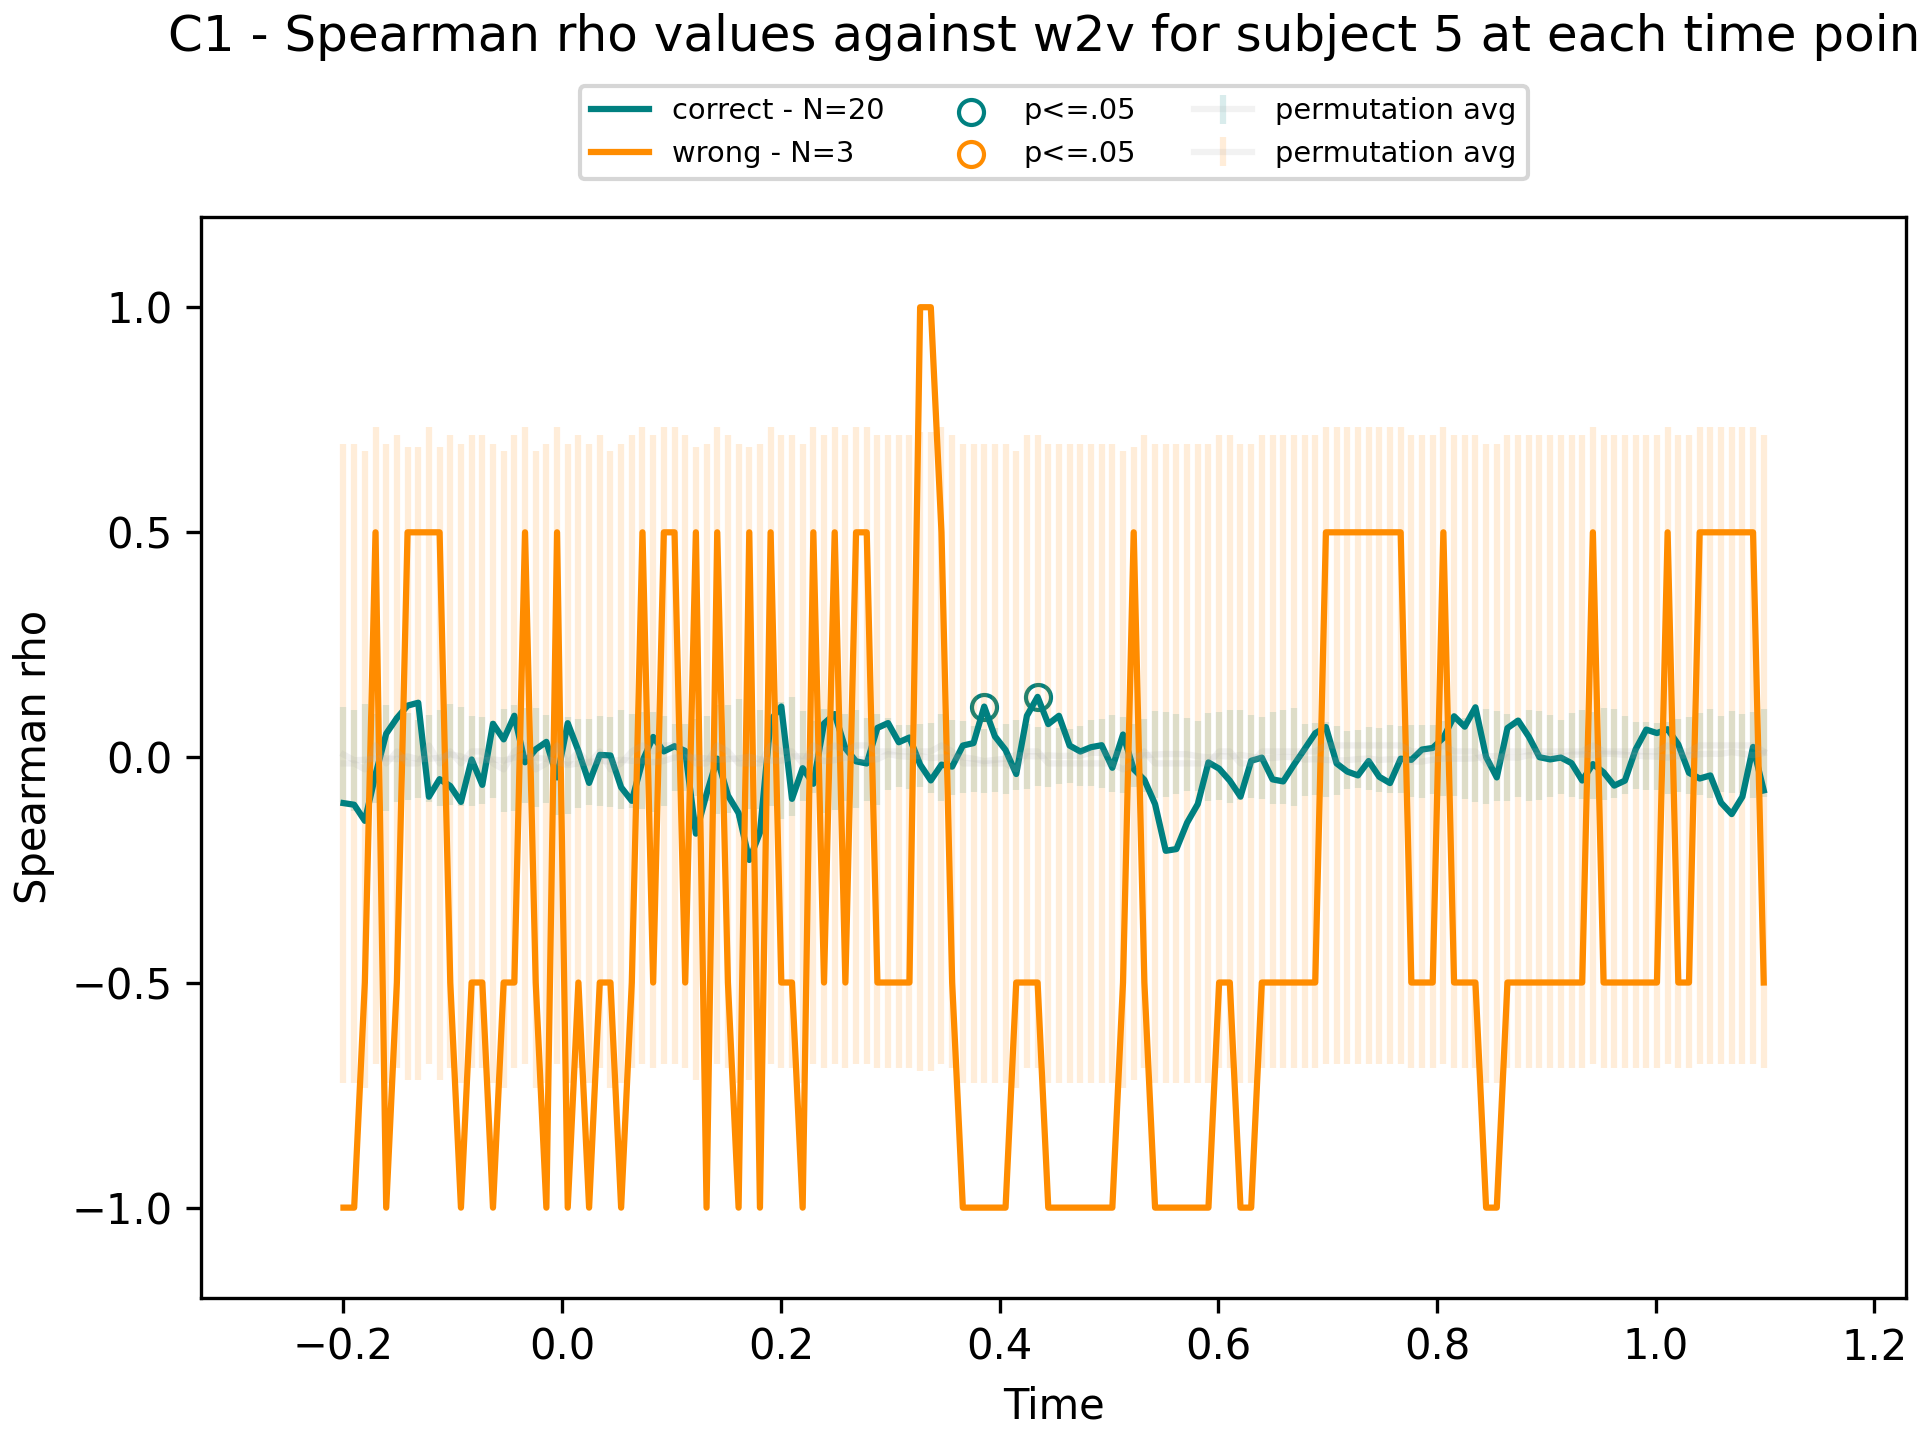 C1 - Spearman rho values against w2v for subject 5 at each time poin
correct - N=20
wrong - N=3
p<=.05
p<=.05
permutation avg
permutation avg
Spearman rho
1.0
0.5
0.0
−0.5
−1.0
−0.2 0.0 0.2 0.4 0.6 0.8 1.0 1.2
Time